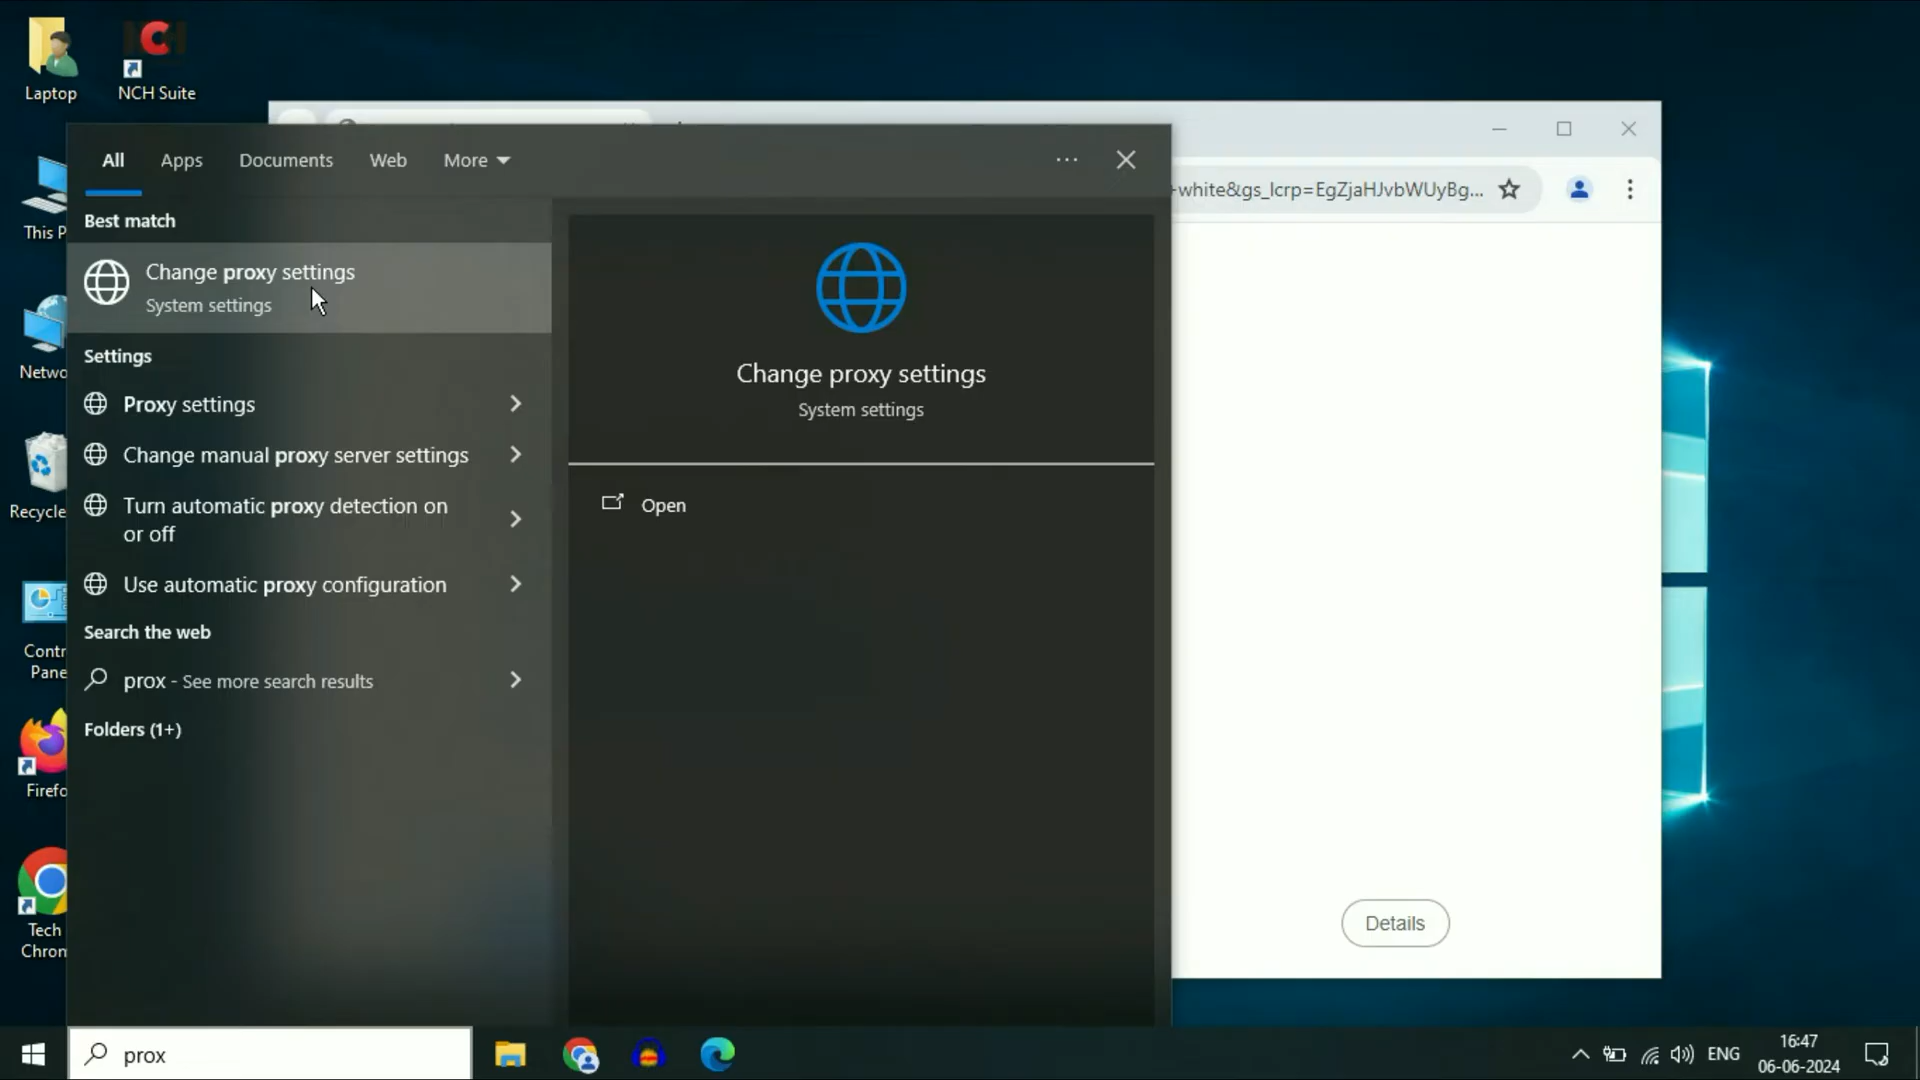 Laptop
NCH Suite
All
Apps
Documents
Web
More
+white&gs_lcrp=EgZjaHJvbWUyBg...
Best match
Change proxy settings
System settings
Settings
Proxy settings
Change manual proxy server settings
Turn automatic proxy detection on
or off
Use automatic proxy configuration
Search the web
prox - See more search results
Folders (1+)
Change proxy settings
System settings
Open
This P
Netwo
Recycle
Contr
Pane
Firefo
Tech
Chrom
Details
prox
ENG
16:47
06-06-2024